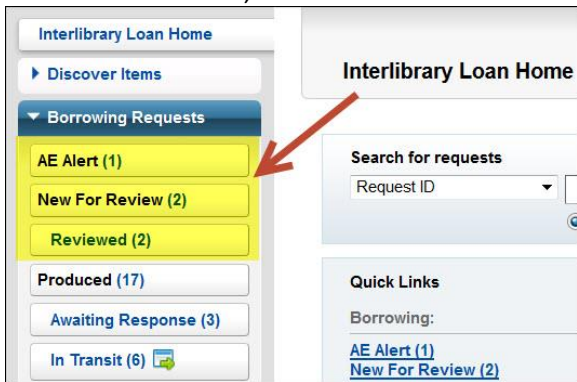 Interlibrary Loan Home
Discover Items
Borrowing Requests
AE Alert (1)
New For Review (2)
Reviewed (2)
Produced (17)
Awaiting Response (3)
In Transit (6)
Interlibrary Loan Home
Search for requests
Request ID
Quick Links
Borrowing:
AE Alert (1)
New For Review (2)